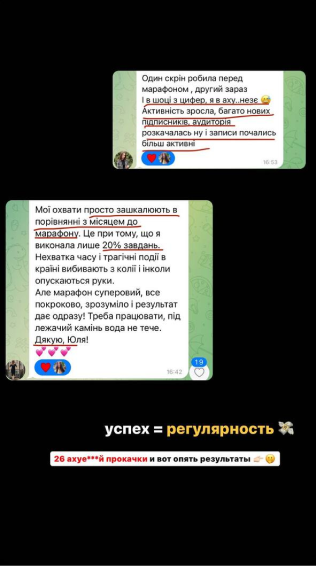 Один скрін робила перед
марафоном , другий зараз
І в шоці з цифер, я в аху..незє 😅
Активність зросла, багато нових
підписників, аудиторія
розкачалась ну і записи почались
більш активні
16:53
Мої охвати просто зашкалюють в
порівнянні з місяцем до
марафону. Це при тому, що я
виконала лише 20% завдань.
Нехватка часу і трагічні події в
країні вибивають з колії і інколи
опускаються руки.
Але марафон суперовий, все
покроково, зрозуміло і результат
дає одразу! Треба працювати, під
лежачий камінь вода не тече.
Дякую, Юля!
💕💕💕
16:42
19
успех = регулярность 💸
26 ахуе***й прокачки и вот опять результаты 👉🏻🤫